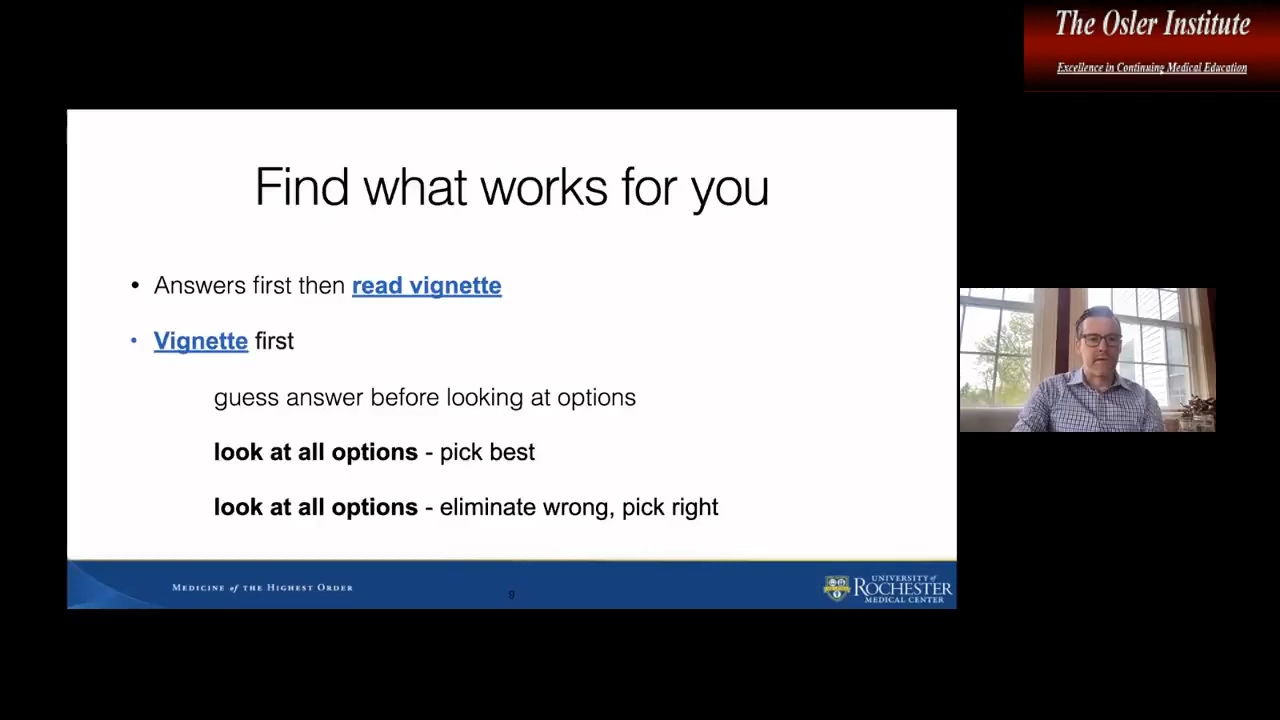 The Osler Institute
Excellence in Continuing Medical Education
Find what works for you
• Answers first then read vignette
• Vignette first
guess answer before looking at options
look at all options - pick best
look at all options - eliminate wrong, pick right
MEDICINE of THE HIGHEST ORDER
9
UNIVERSITY of
ROCHESTER
MEDICAL CENTER